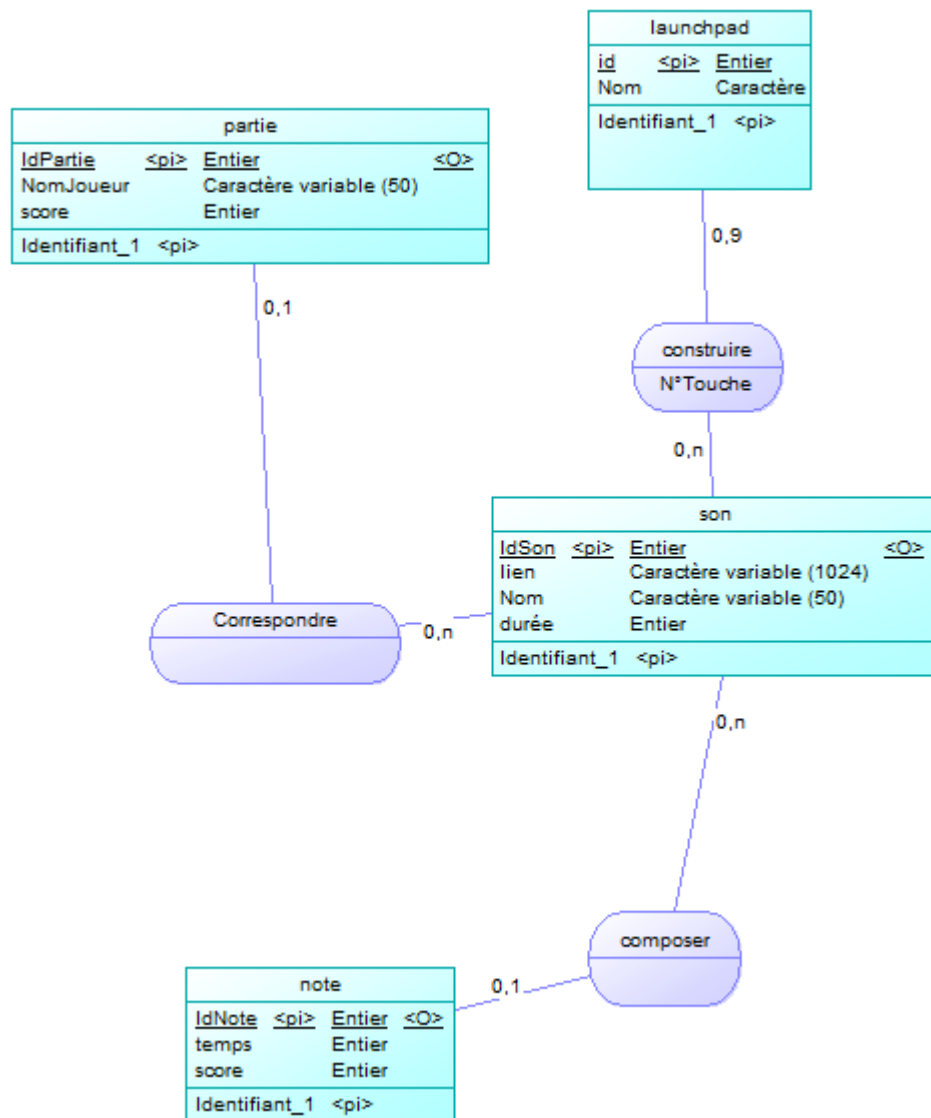 launchpad
id <pi> Entier
Nom Caractère
Identifiant_1 <pi>
partie
IdPartie <pi> Entier <O>
NomJoueur Caractère variable (50)
score Entier
Identifiant_1 <pi>
0,9
0,1
construire
N°Touche
0,n
son
IdSon <pi> Entier <O>
lien Caractère variable (1024)
Nom Caractère variable (50)
durée Entier
Identifiant_1 <pi>
Correspondre
0,n
0,n
composer
0,1
note
IdNote <pi> Entier <O>
temps Entier
score Entier
Identifiant_1 <pi>